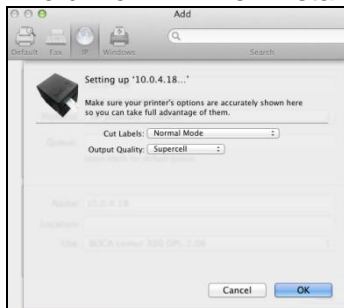 Add
Default Fax IP Windows Search
Setting up '10.0.4.18...'
Make sure your printer's options are accurately shown here
so you can take full advantage of them.
Cut Labels: Normal Mode
Output Quality: Supercell
Queue:
Name: 10.0.4.18
Location:
Cancel OK